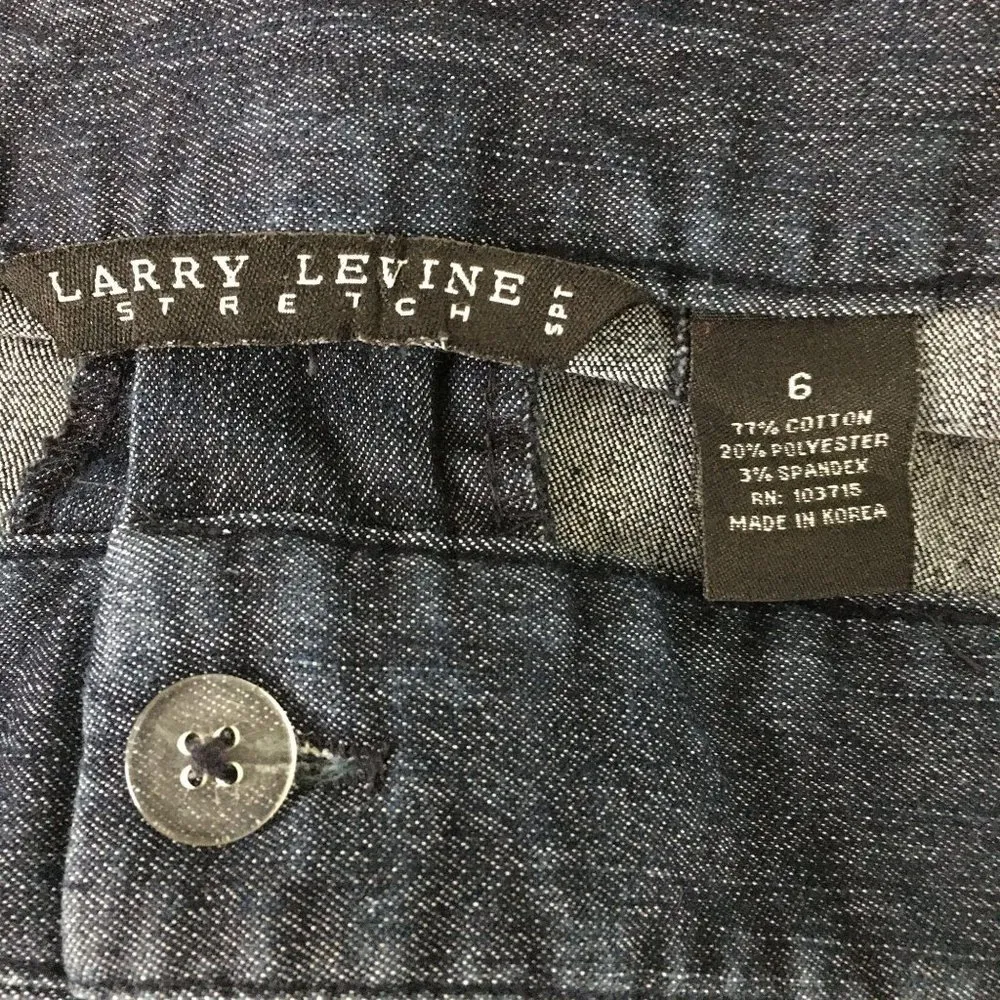 LARRY LEVINE
STRETCH
SPT
6
77% COTTON
20% POLYESTER
3% SPANDEX
RN: 103715
MADE IN KOREA